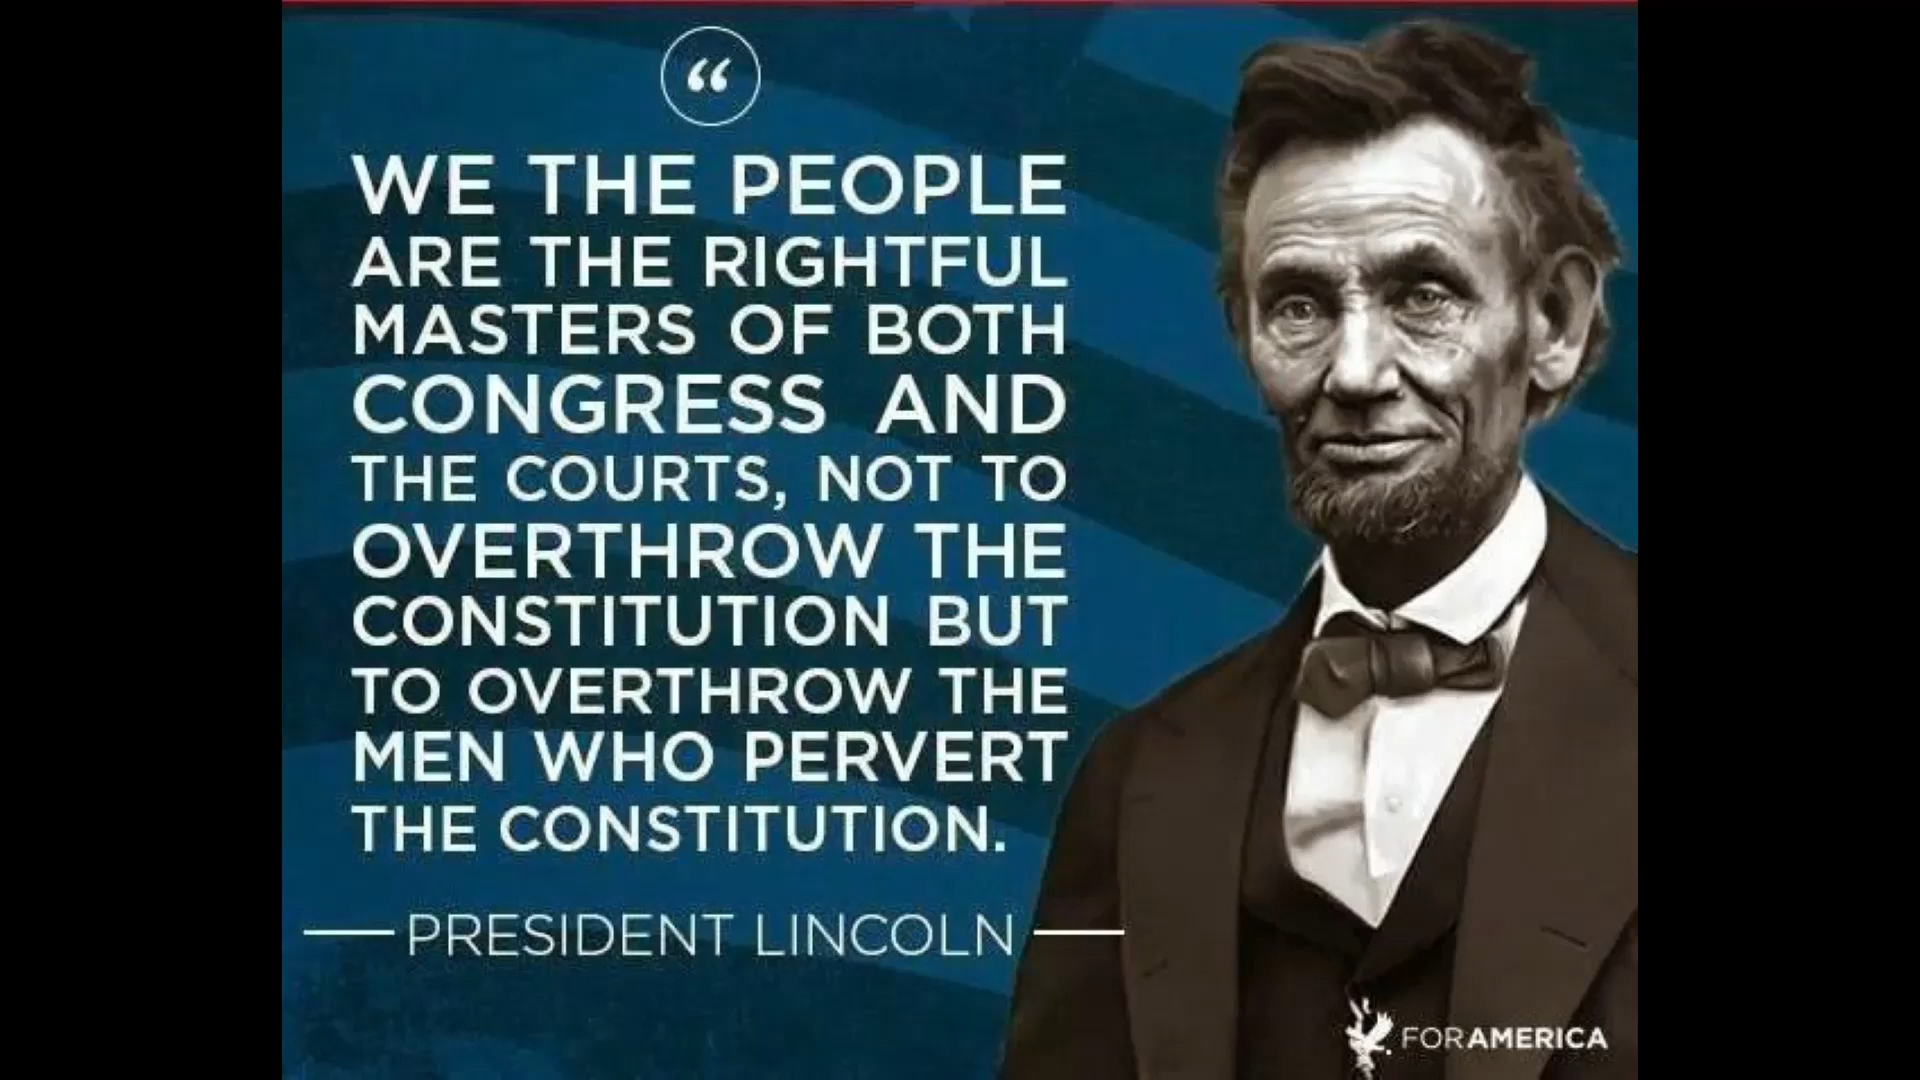 “
WE THE PEOPLE
ARE THE RIGHTFUL
MASTERS OF BOTH
CONGRESS AND
THE COURTS, NOT TO
OVERTHROW THE
CONSTITUTION BUT
TO OVERTHROW THE
MEN WHO PERVERT
THE CONSTITUTION.
— PRESIDENT LINCOLN —
FORAMERICA